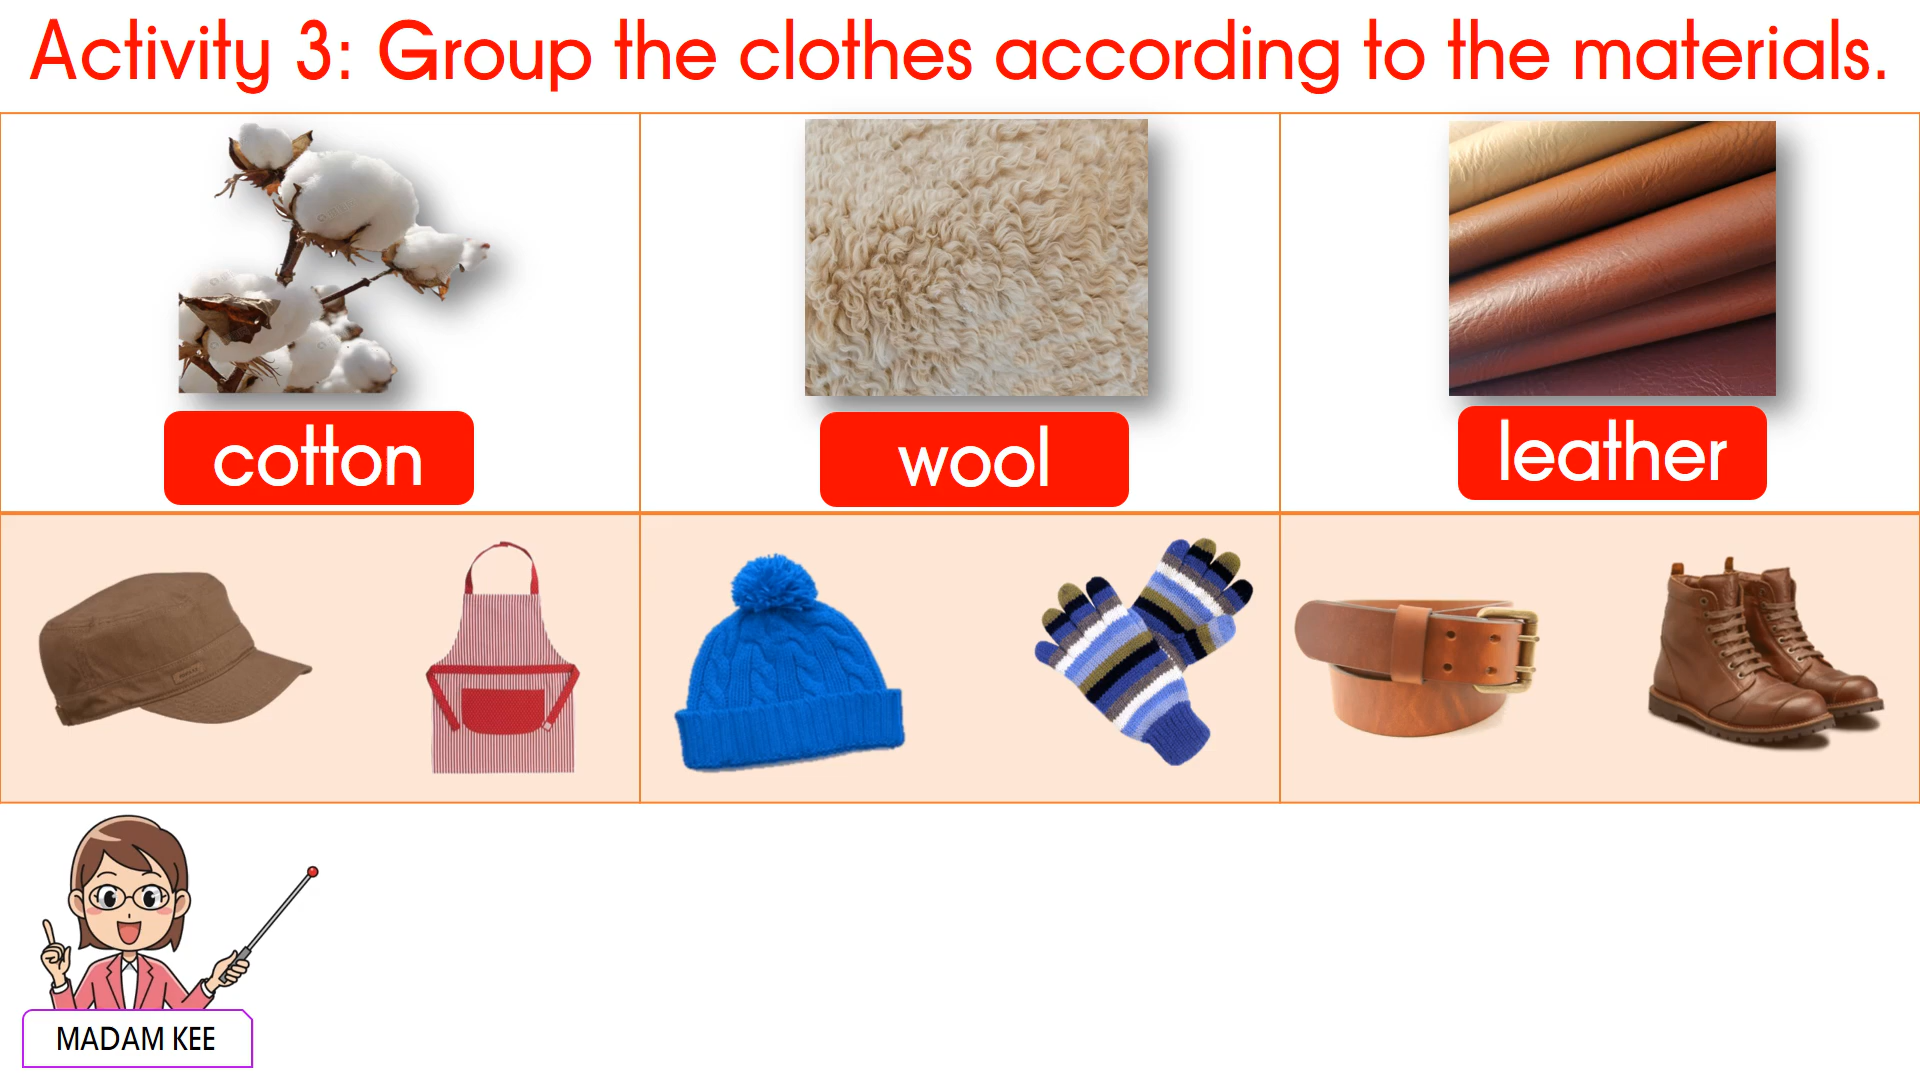 Activity 3: Group the clothes according to the materials.
cotton
wool
leather
MADAM KEE